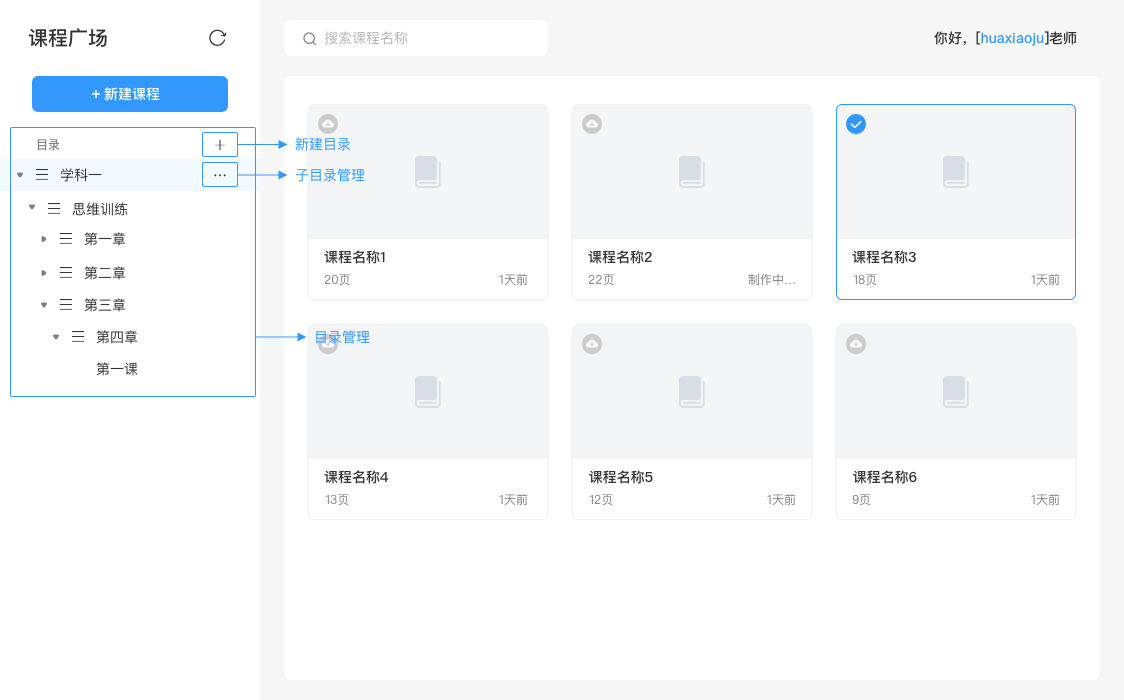 课程广场
+ 新建课程
目录
学科一
思维训练
第一章
第二章
第三章
第四章
第一课
搜索课程名称
你好，[huaxiaoju]老师
新建目录
子目录管理
目录管理
课程名称1
20页 1天前
课程名称2
22页 制作中...
课程名称3
18页 1天前
课程名称4
13页 1天前
课程名称5
12页 1天前
课程名称6
9页 1天前